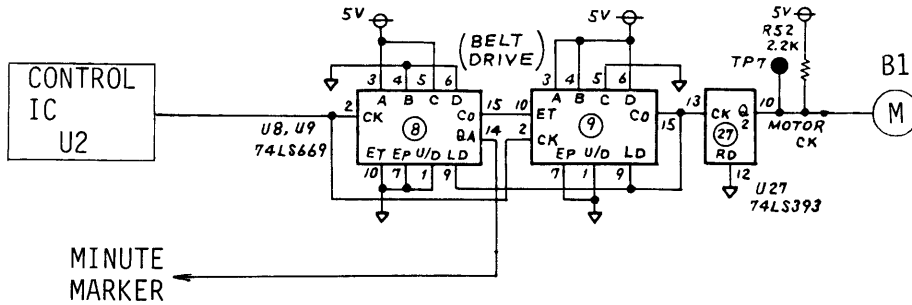 5V
5V
5V
R52
2.2K
(BELT
DRIVE)
TP7
B1
CONTROL
IC
U2
3 4 5 6
3 4 5 6
A B C D
A B C D
2
CK
CO
15
10
ET
CO
13
CK
Q
10
M
8
QA
14
2
CK
9
15
27
2
MOTOR
CK
U8, U9
74LS669
ET EP U/D LD
EP U/D LD
RD
10 7 1 9
7 1 9
12
U27
74LS393
MINUTE
MARKER